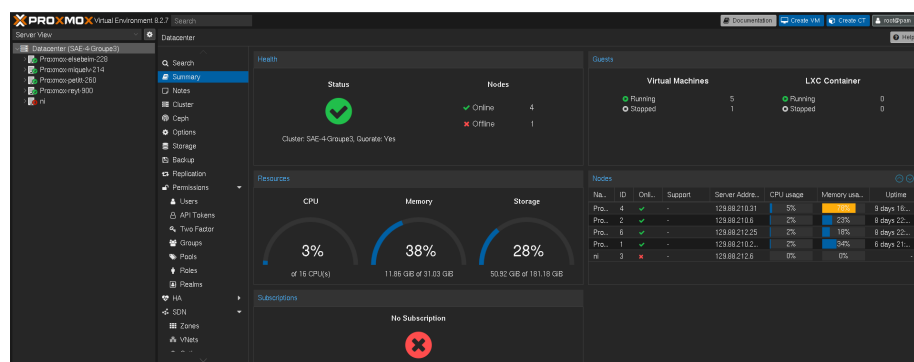 PROXMOX Virtual Environment 8.2.7 Search
Documentation Create VM Create CT root@pam
Server View
Datacenter
Help
Datacenter (SAE-4-Groupe3)
Proxmox-elsebeim-228
Proxmox-miquelv-214
Proxmox-petitt-260
Proxmox-reyt-900
ni
Search
Summary
Notes
Cluster
Ceph
Options
Storage
Backup
Replication
Permissions
Users
API Tokens
Two Factor
Groups
Pools
Roles
Realms
HA
SDN
Zones
VNets
Health
Status
Nodes
Online 4
Offline 1
Cluster: SAE-4-Groupe3, Quorate: Yes
Guests
Virtual Machines
LXC Container
Running 5
Stopped 1
Running 0
Stopped 0
Resources
CPU
Memory
Storage
3%
38%
28%
of 16 CPU(s)
11.86 GiB of 31.03 GiB
50.92 GiB of 181.18 GiB
Nodes
Na... ID Onli... Support Server Addre... CPU usage Memory usa... Uptime
Pro... 4 - 129.88.210.31 5% 9 days 16:...
Pro... 2 - 129.88.210.6 2% 23% 8 days 22:...
Pro... 6 - 129.88.212.25 2% 18% 8 days 22:...
Pro... 1 - 129.88.210.2... 2% 34% 6 days 21:...
ni 3 - 129.88.212.6 0% 0% -
Subscriptions
No Subscription